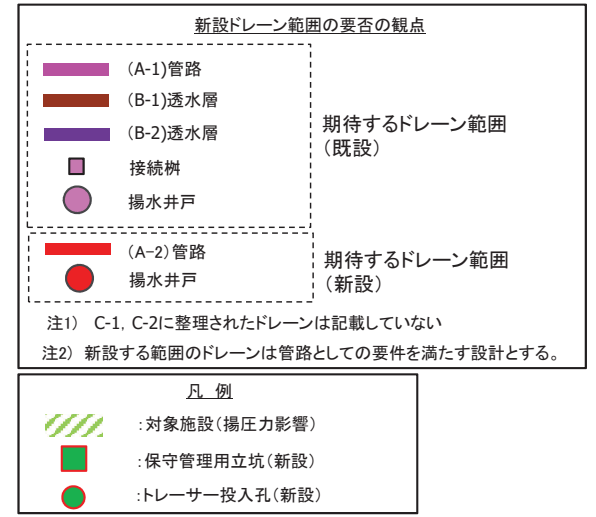 新設ドレーン範囲の要否の観点
(A-1)管路
(B-1)透水層
(B-2)透水層
接続桝
揚水井戸
期待するドレーン範囲
(既設)
(A-2)管路
揚水井戸
期待するドレーン範囲
(新設)
注1) C-1, C-2に整理されたドレーンは記載していない
注2) 新設する範囲のドレーンは管路としての要件を満たす設計とする。
凡 例
:対象施設(揚圧力影響)
:保守管理用立坑(新設)
:トレーサー投入孔(新設)